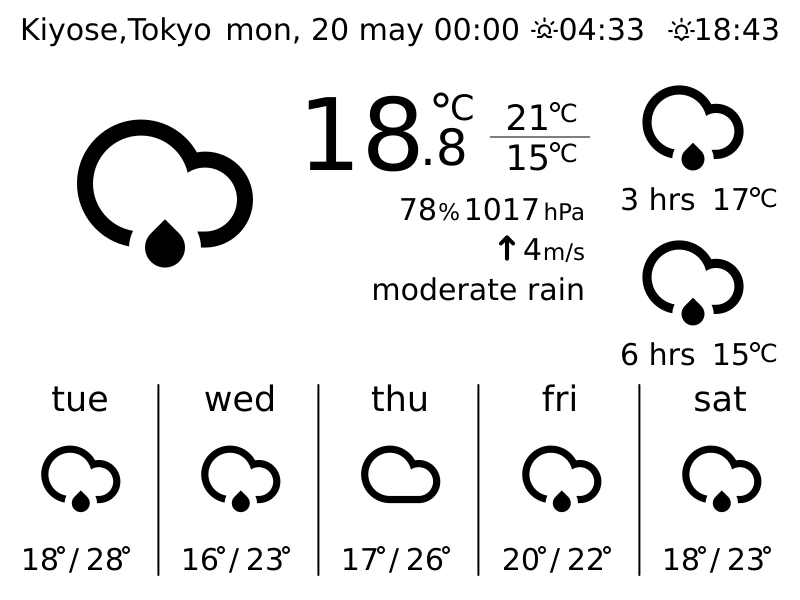 Kiyose,Tokyo mon, 20 may 00:00 04:33 18:43
18.8°C 21°C
15°C
78% 1017 hPa
4m/s
moderate rain
3 hrs 17°C
6 hrs 15°C
tue wed thu fri sat
18°/28° 16°/23° 17°/26° 20°/22° 18°/23°